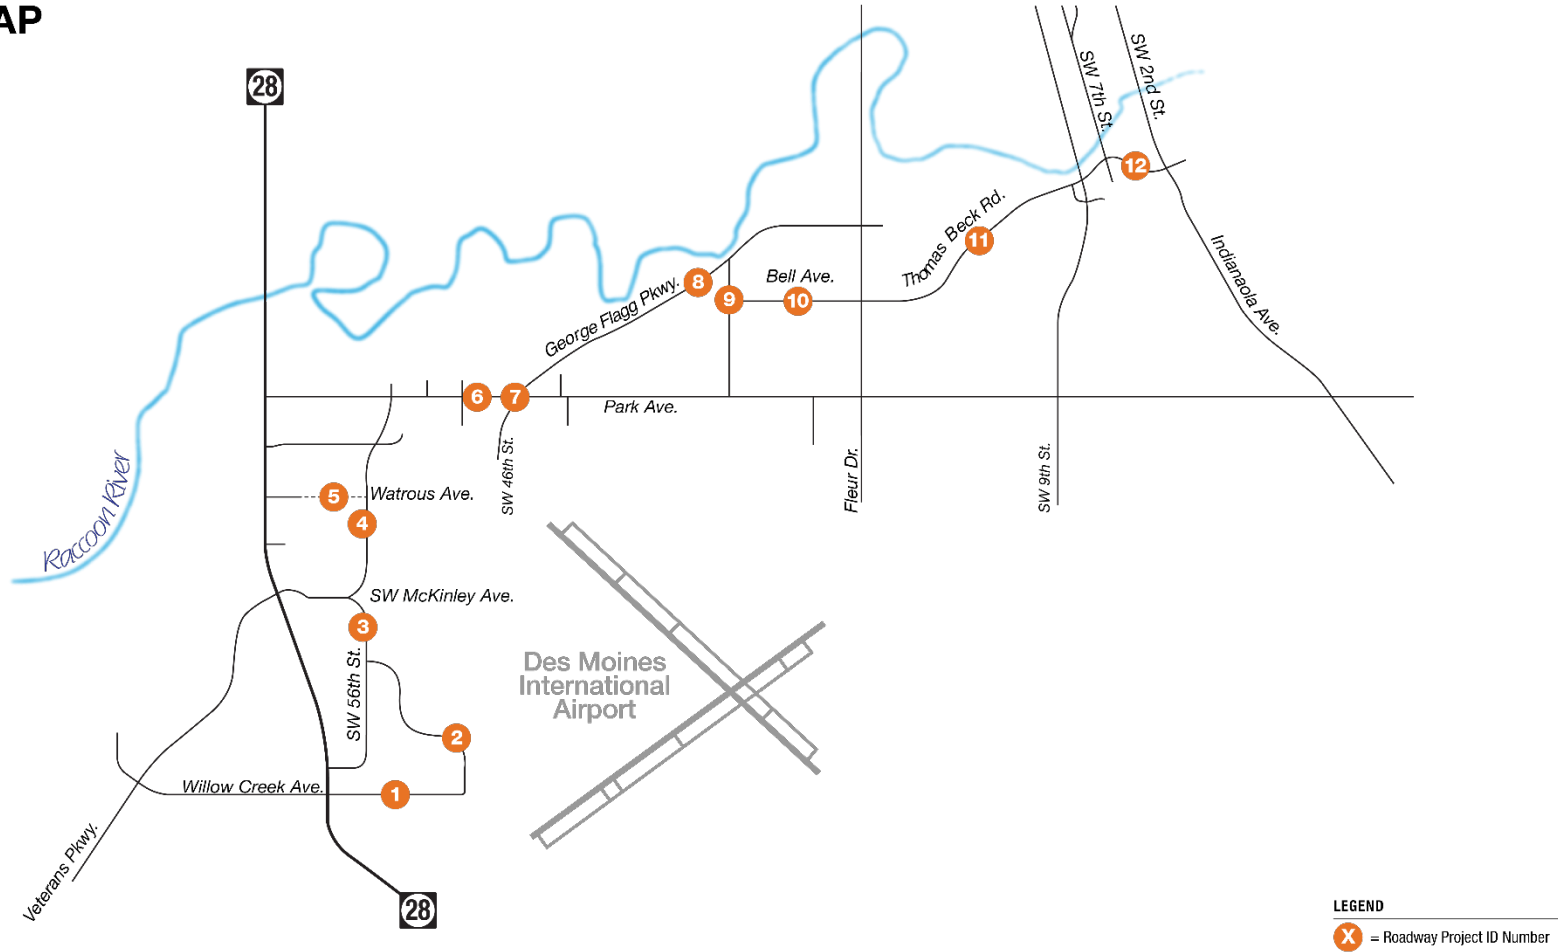 AP
28
SW 7th St.
SW 2nd St.
12
Thomas Beck Rd.
11
Indianaola Ave.
8
9
Bell Ave.
10
George Flagg Pkwy.
6
7
Park Ave.
SW 46th St.
Fleur Dr.
SW 9th St.
Raccoon River
5
Watrous Ave.
4
SW McKinley Ave.
3
SW 56th St.
Des Moines
International
Airport
2
Willow Creek Ave.
1
Veterans Pkwy.
28
LEGEND
X = Roadway Project ID Number